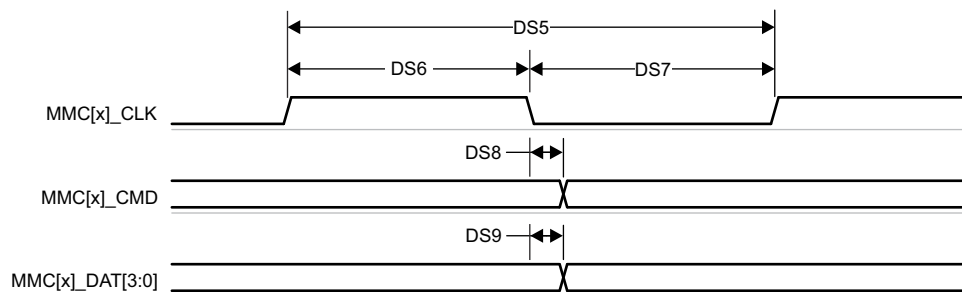 DS5
DS6
DS7
MMC[x]_CLK
DS8
MMC[x]_CMD
DS9
MMC[x]_DAT[3:0]